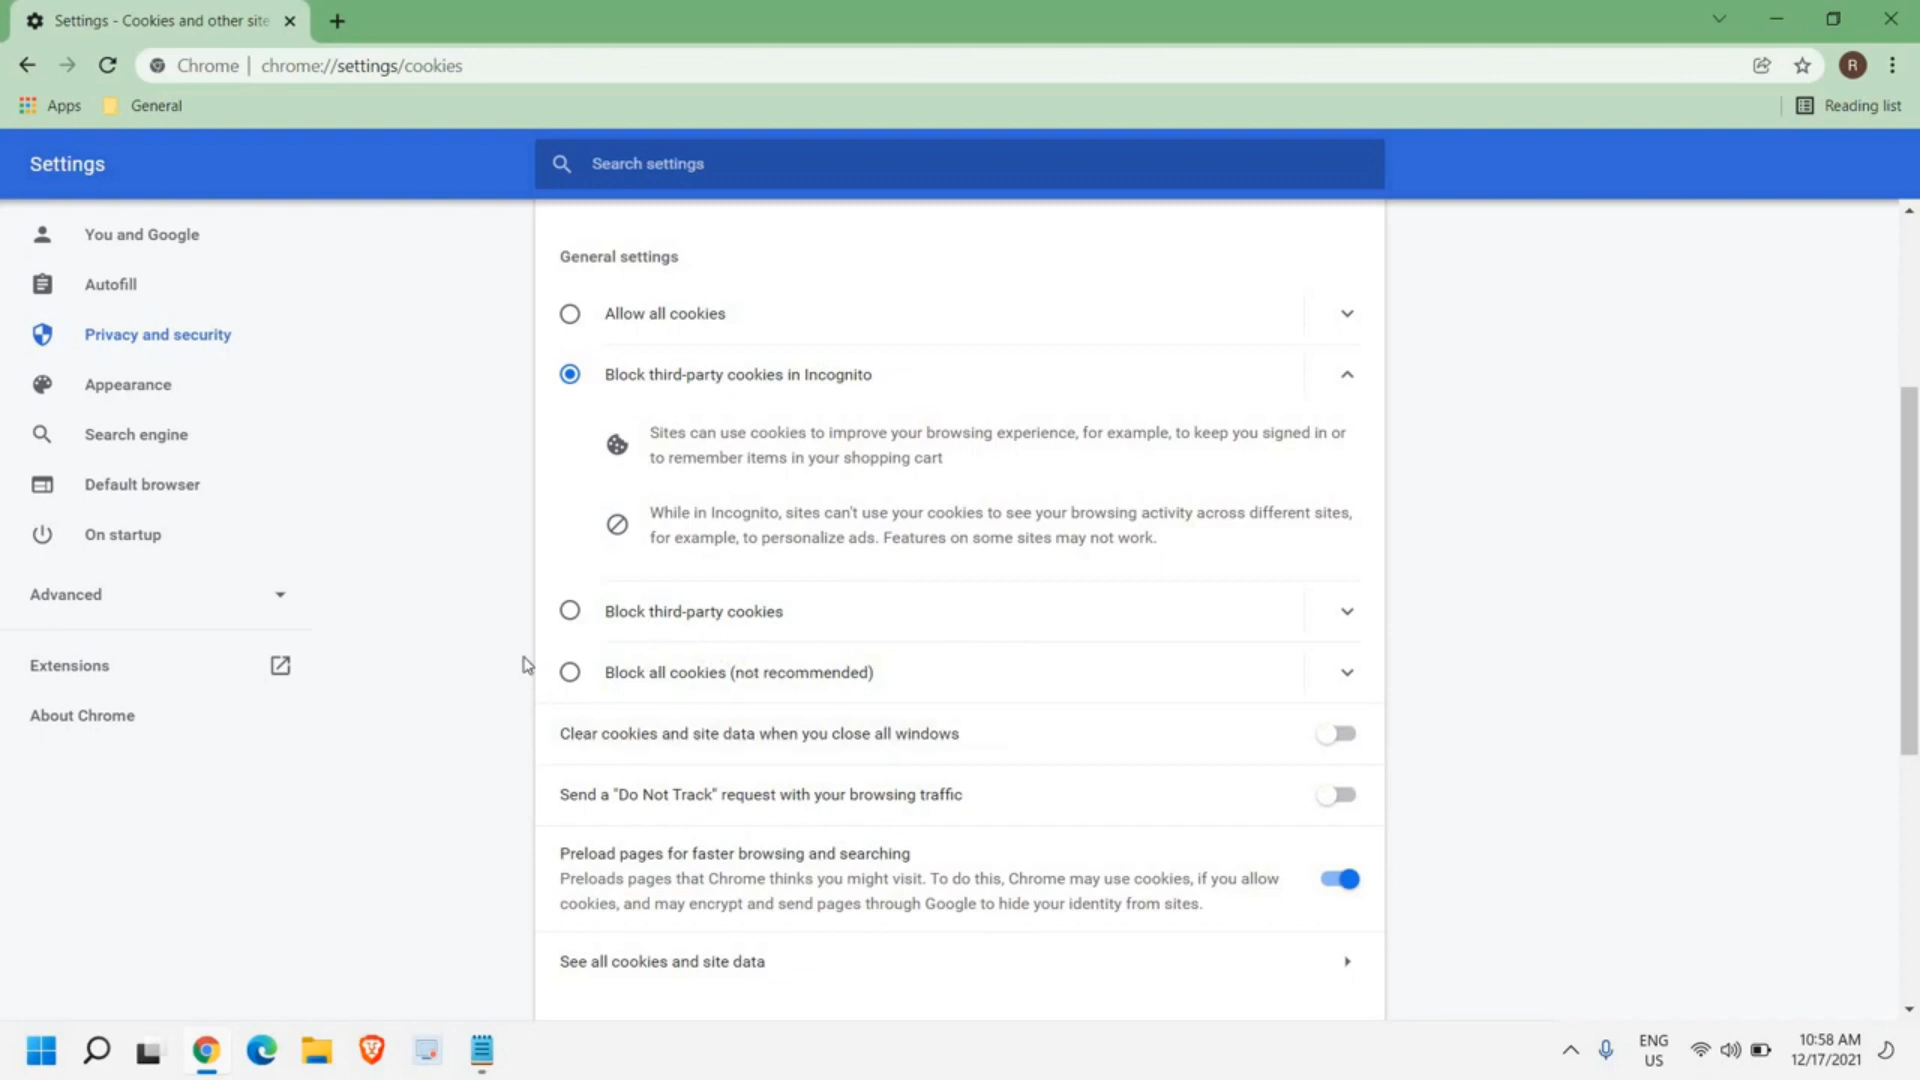 Settings - Cookies and other site
Chrome | chrome://settings/cookies
R
Apps
General
Reading list
Settings
Search settings
You and Google
Autofill
Privacy and security
Appearance
Search engine
Default browser
On startup
Advanced
Extensions
About Chrome
General settings
Allow all cookies
Block third-party cookies in Incognito
Sites can use cookies to improve your browsing experience, for example, to keep you signed in or
to remember items in your shopping cart
While in Incognito, sites can't use your cookies to see your browsing activity across different sites,
for example, to personalize ads. Features on some sites may not work.
Block third-party cookies
Block all cookies (not recommended)
Clear cookies and site data when you close all windows
Send a "Do Not Track" request with your browsing traffic
Preload pages for faster browsing and searching
Preloads pages that Chrome thinks you might visit. To do this, Chrome may use cookies, if you allow
cookies, and may encrypt and send pages through Google to hide your identity from sites.
See all cookies and site data
ENG
US
10:58 AM
12/17/2021